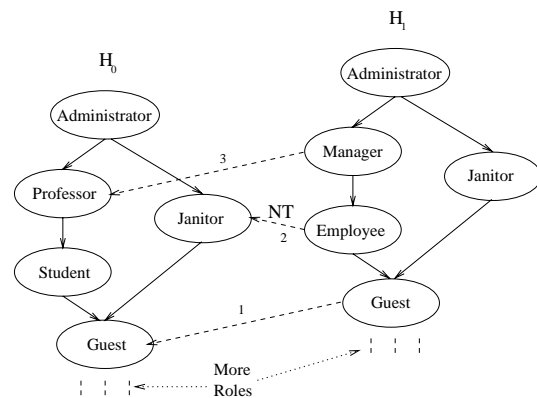 H0
H1
Administrator
Administrator
3
Manager
Professor
Janitor
Janitor
NT
2
Employee
Student
Guest
1
Guest
More
Roles